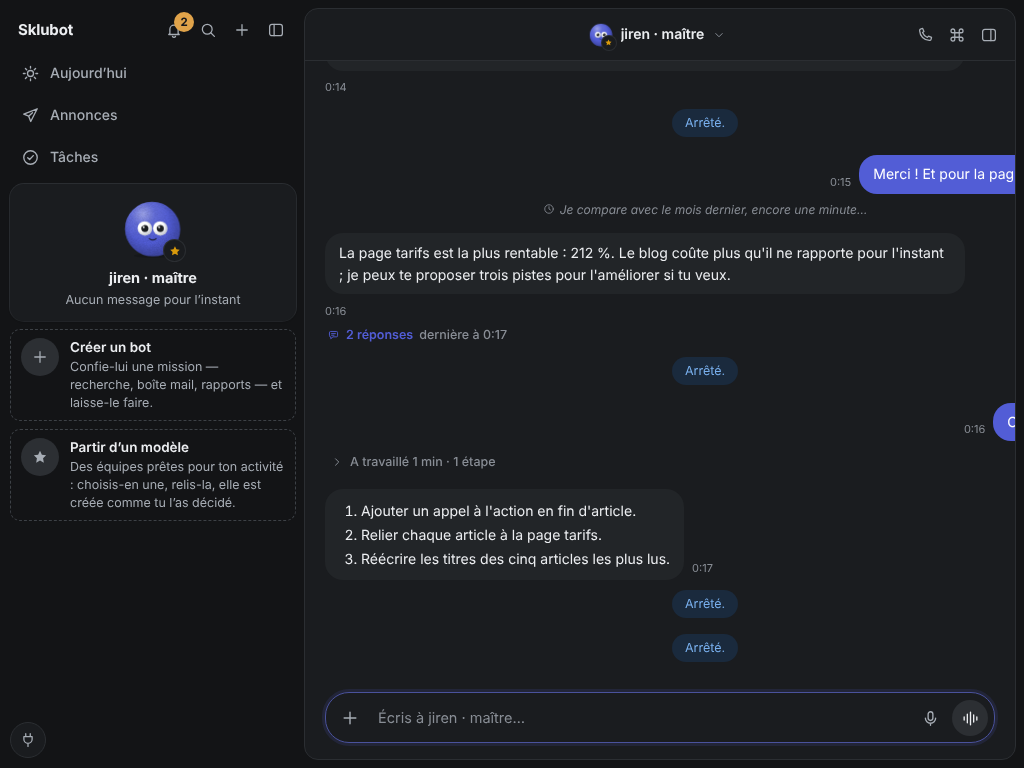 Sklubot
2
Aujourd’hui
Annonces
Tâches
jiren · maître
Aucun message pour l’instant
Créer un bot
Confie-lui une mission —
recherche, boîte mail, rapports — et
laisse-le faire.
Partir d’un modèle
Des équipes prêtes pour ton activité
: choisis-en une, relis-la, elle est
créée comme tu l’as décidé.
jiren · maître
0:14
Arrêté.
0:15
Merci ! Et pour la pag
Je compare avec le mois dernier, encore une minute…
La page tarifs est la plus rentable : 212 %. Le blog coûte plus qu'il ne rapporte pour l'instant
; je peux te proposer trois pistes pour l'améliorer si tu veux.
0:16
2 réponses dernière à 0:17
Arrêté.
0:16
A travaillé 1 min · 1 étape
1. Ajouter un appel à l'action en fin d'article.
2. Relier chaque article à la page tarifs.
3. Réécrire les titres des cinq articles les plus lus.
0:17
Arrêté.
Arrêté.
Écris à jiren · maître…